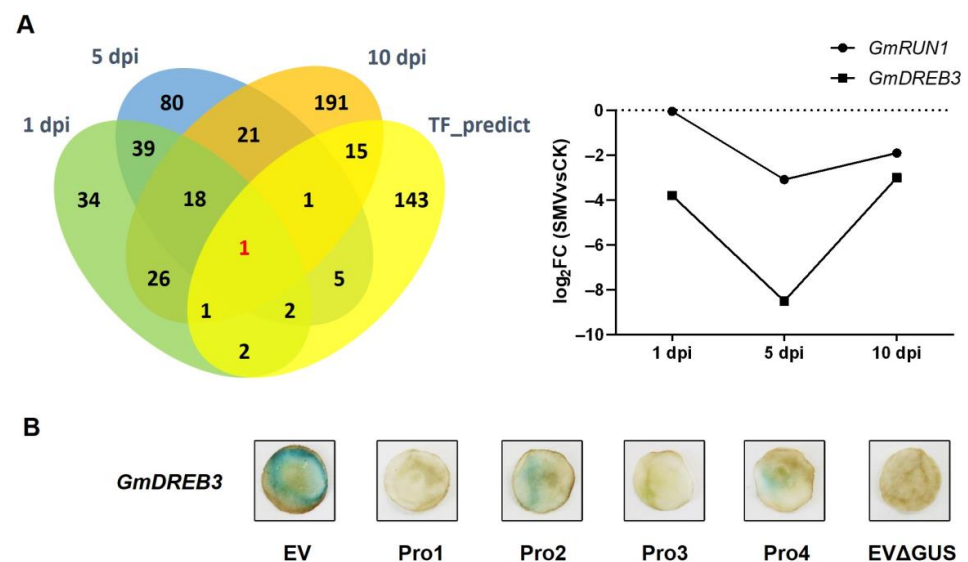 A
5 dpi
10 dpi
1 dpi
TF_predict
80
191
39
21
15
34
18
1
143
1
26
5
1
2
2
GmRUN1
GmDREB3
log₂FC (SMVvsCK)
0
−2
−4
−6
−8
−10
1 dpi 5 dpi 10 dpi
B
GmDREB3
EV Pro1 Pro2 Pro3 Pro4 EVΔGUS